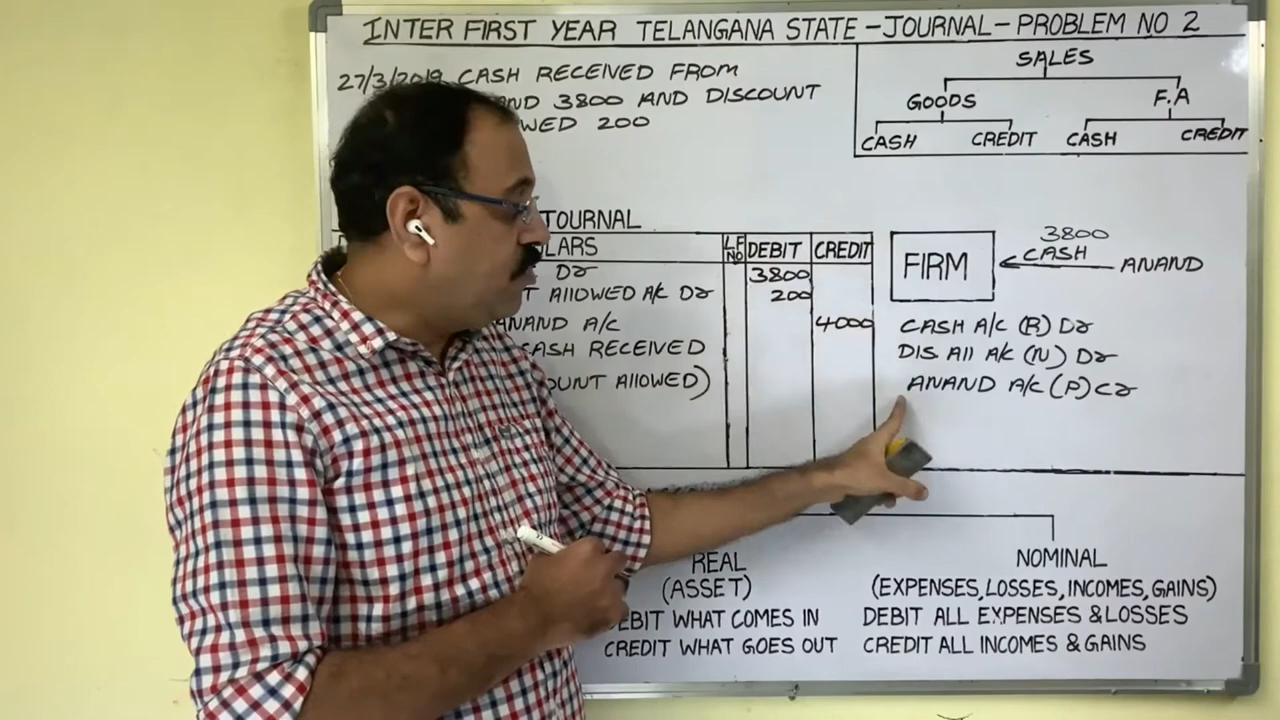 INTER FIRST YEAR TELANGANA STATE - JOURNAL - PROBLEM NO 2
27/3/2019 CASH RECEIVED FROM
AND 3800 AND DISCOUNT
WED 200
SALES
GOODS F.A
CASH CREDIT CASH CREDIT
JOURNAL
LARS LF NO DEBIT CREDIT
Dr 3800
T ALLOWED A/C Dr 200
ANAND A/C 4000
CASH RECEIVED
OUNT ALLOWED)
3800
FIRM CASH ANAND
CASH A/C (R) Dr
DIS All A/C (N) Dr
ANAND A/C (P) Cr
REAL
(ASSET)
DEBIT WHAT COMES IN
CREDIT WHAT GOES OUT
NOMINAL
(EXPENSES, LOSSES, INCOMES, GAINS)
DEBIT ALL EXPENSES & LOSSES
CREDIT ALL INCOMES & GAINS